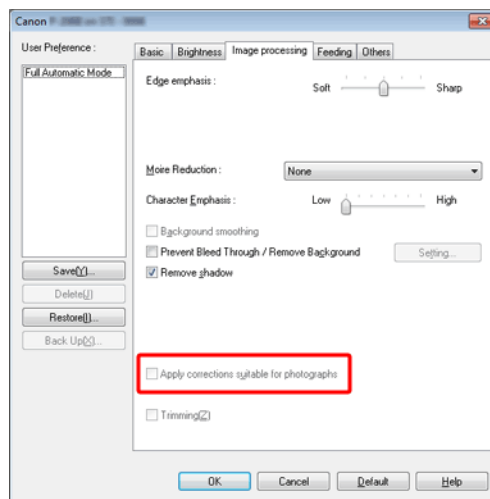 Canon
User Preference :
Full Automatic Mode
Save(Y)...
Delete(J)
Restore(I)...
Back Up(X)...
Basic Brightness Image processing Feeding Others
Edge emphasis :
Soft Sharp
Moire Reduction :
None
Character Emphasis :
Low High
Background smoothing
Prevent Bleed Through / Remove Background
Setting...
Remove shadow
Apply corrections suitable for photographs
Trimming(Z)
OK Cancel Default Help